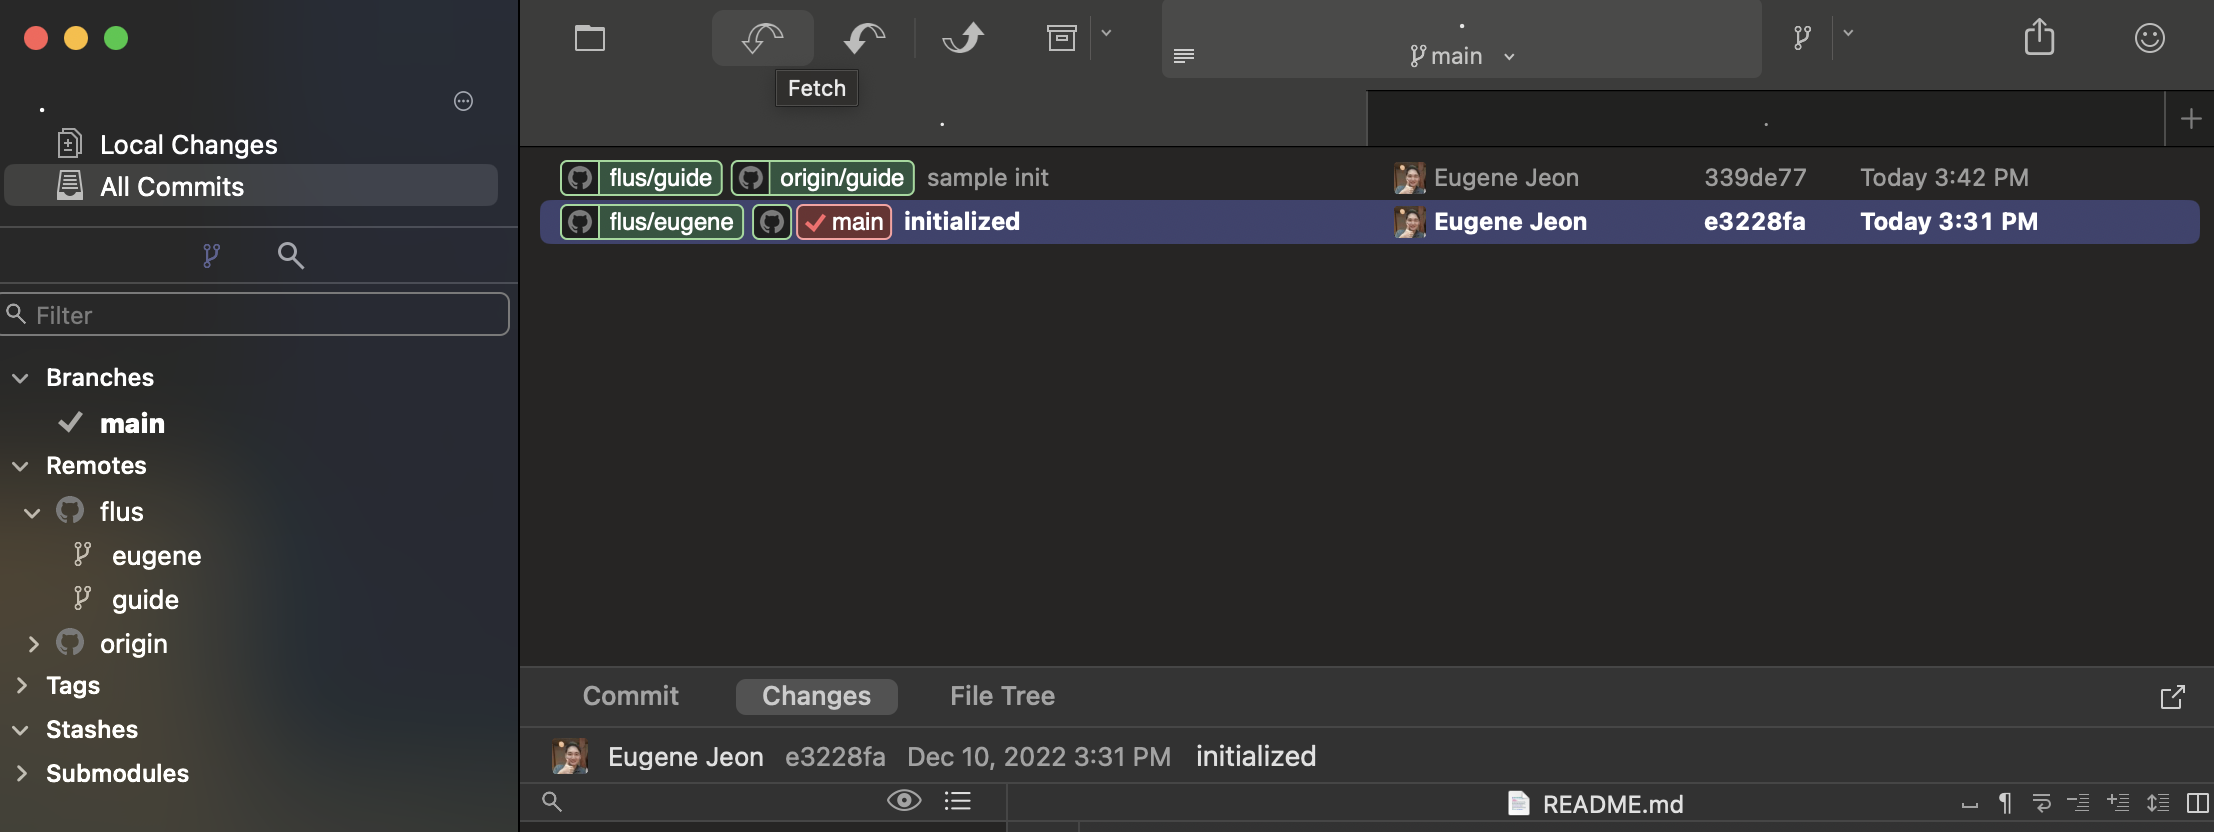 main
Fetch
.
.
.
.
Local Changes
All Commits
Filter
Branches
main
Remotes
flus
eugene
guide
origin
Tags
Stashes
Submodules
flus/guide origin/guide sample init Eugene Jeon 339de77 Today 3:42 PM
flus/eugene main initialized Eugene Jeon e3228fa Today 3:31 PM
Commit Changes File Tree
Eugene Jeon e3228fa Dec 10, 2022 3:31 PM initialized
README.md